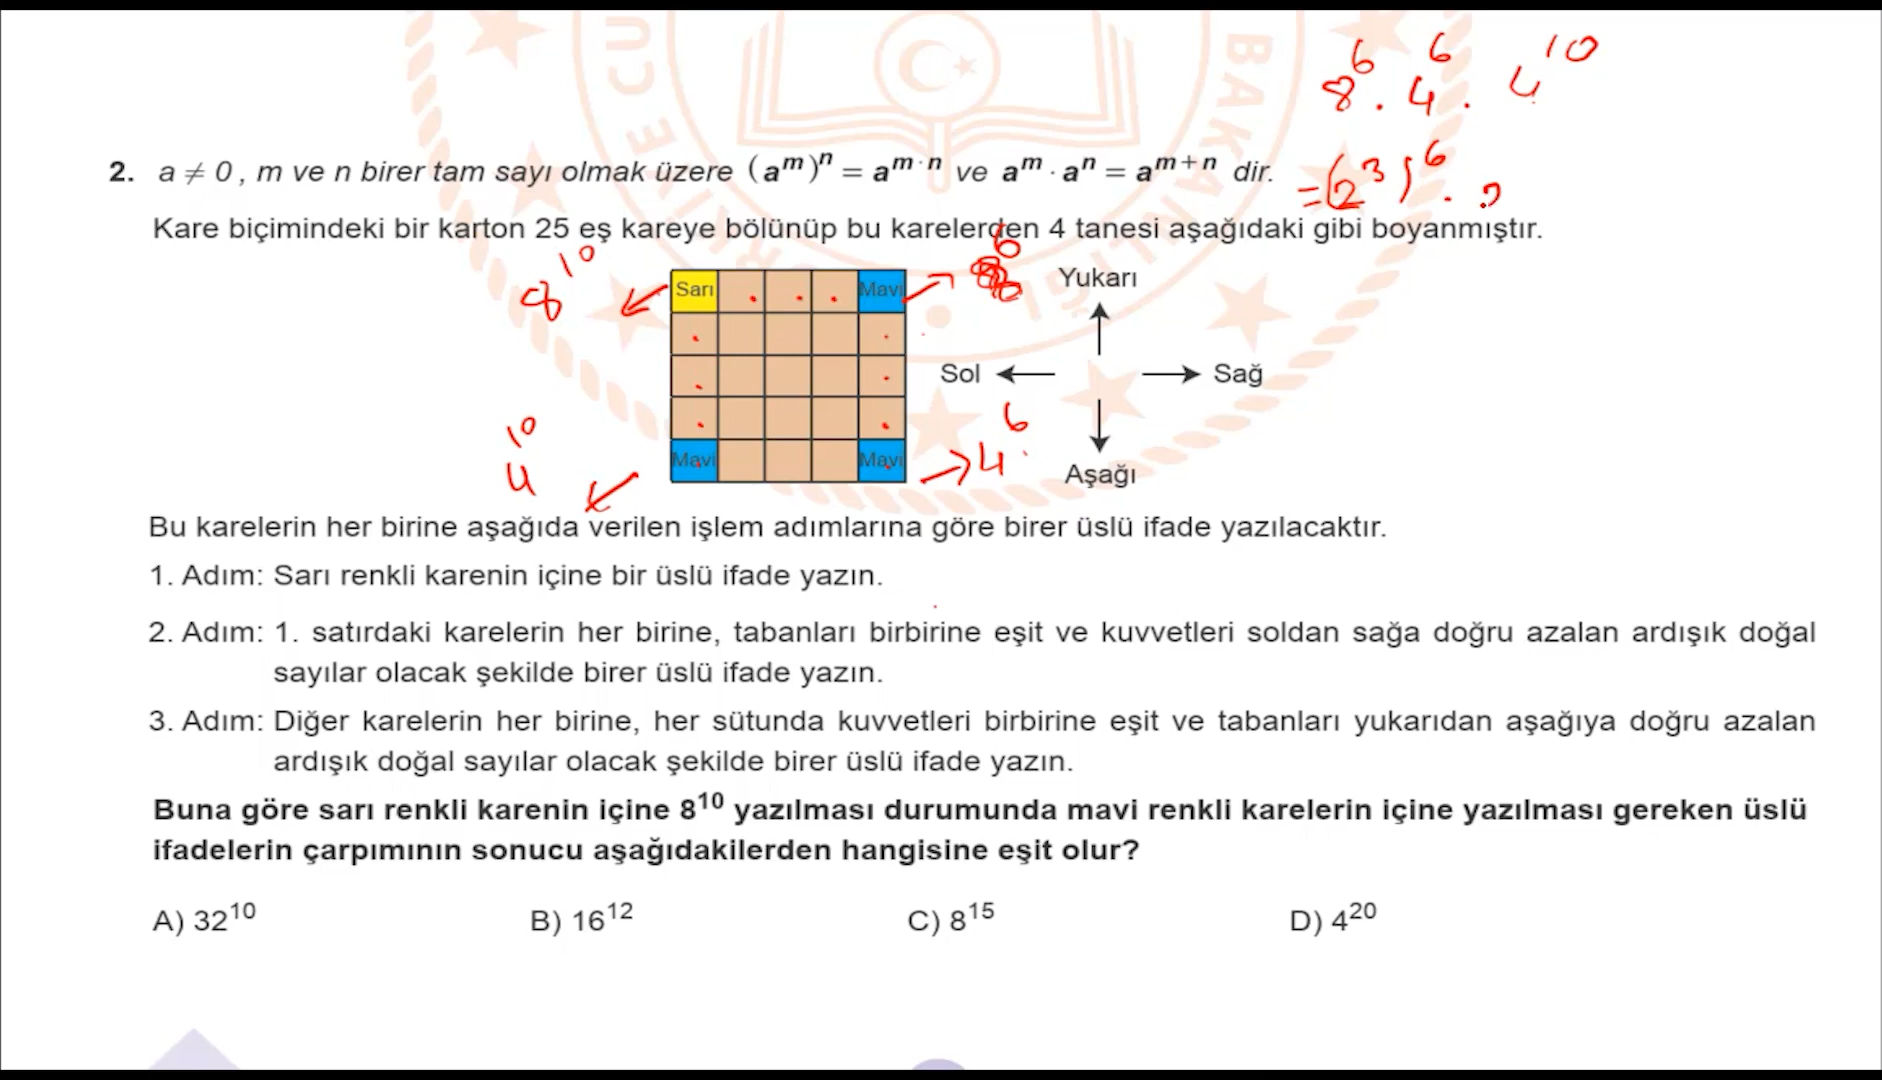 CU
E
BAKANLIĞI
8⁶ . 4⁶ . 4¹⁰
2. a ≠ 0 , m ve n birer tam sayı olmak üzere (aᵐ)ⁿ = aᵐ · ⁿ ve aᵐ · aⁿ = aᵐ ⁺ ⁿ dir.
= (2³)⁶ .
Kare biçimindeki bir karton 25 eş kareye bölünüp bu karelerden 4 tanesi aşağıdaki gibi boyanmıştır.
8¹⁰ Sarı Mavi 6 Yukarı
Sol Sağ
4¹⁰ Mavi Mavi 4⁶ Aşağı
Bu karelerin her birine aşağıda verilen işlem adımlarına göre birer üslü ifade yazılacaktır.
1. Adım: Sarı renkli karenin içine bir üslü ifade yazın.
2. Adım: 1. satırdaki karelerin her birine, tabanları birbirine eşit ve kuvvetleri soldan sağa doğru azalan ardışık doğal
sayılar olacak şekilde birer üslü ifade yazın.
3. Adım: Diğer karelerin her birine, her sütunda kuvvetleri birbirine eşit ve tabanları yukarıdan aşağıya doğru azalan
ardışık doğal sayılar olacak şekilde birer üslü ifade yazın.
Buna göre sarı renkli karenin içine 8¹⁰ yazılması durumunda mavi renkli karelerin içine yazılması gereken üslü
ifadelerin çarpımının sonucu aşağıdakilerden hangisine eşit olur?
A) 32¹⁰ B) 16¹² C) 8¹⁵ D) 4²⁰